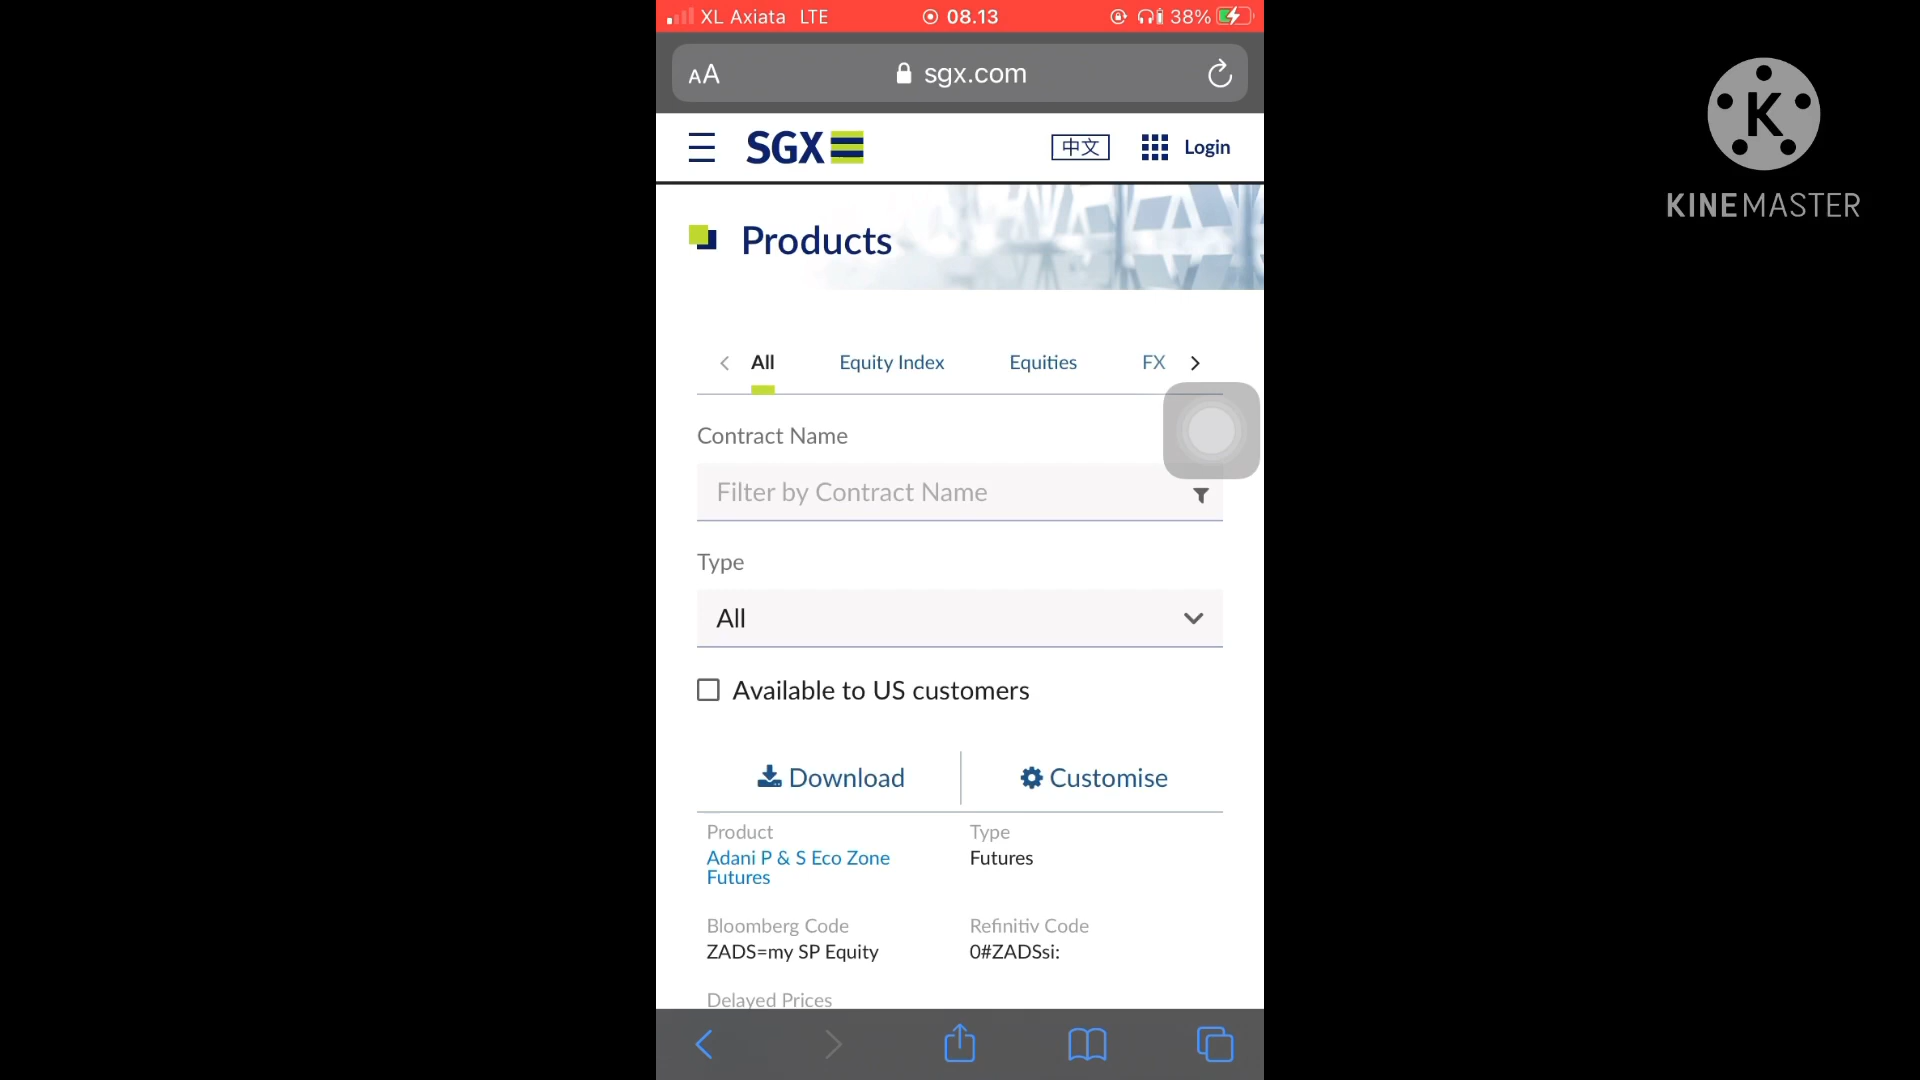 XL Axiata LTE 08.13 38%
AA sgx.com
SGX 中文 Login
K
KINEMASTER
Products
All Equity Index Equities FX
Contract Name
Filter by Contract Name
Type
All
Available to US customers
Download Customise
Product Type
Adani P & S Eco Zone Futures
Futures
Bloomberg Code Refinitiv Code
ZADS=my SP Equity 0#ZADSsi:
Delayed Prices